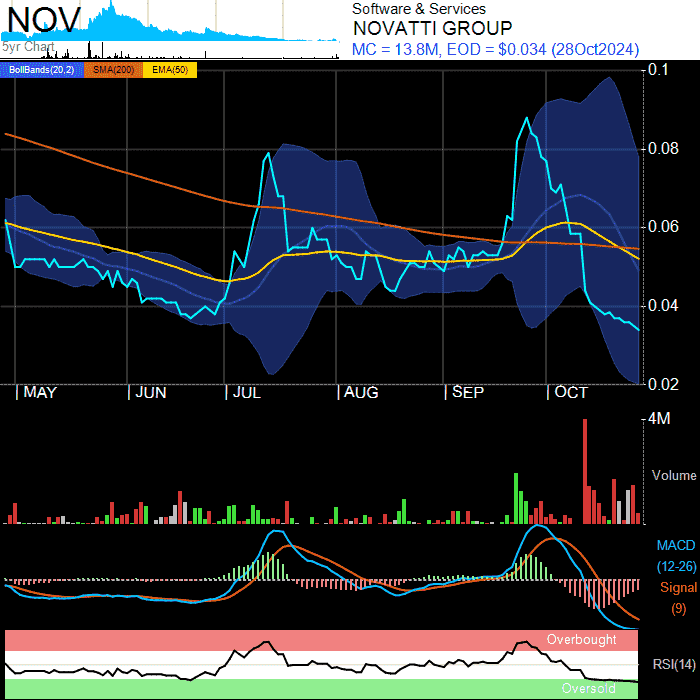 NOV
5yr Chart
Software & Services
NOVATTI GROUP
MC = 13.8M, EOD = $0.034 (28Oct2024)
BollBands(20,2) SMA(200) EMA(50)
0.1
0.08
0.06
0.04
0.02
MAY JUN JUL AUG SEP OCT
4M
Volume
MACD
(12-26)
Signal
(9)
Overbought
RSI(14)
Oversold